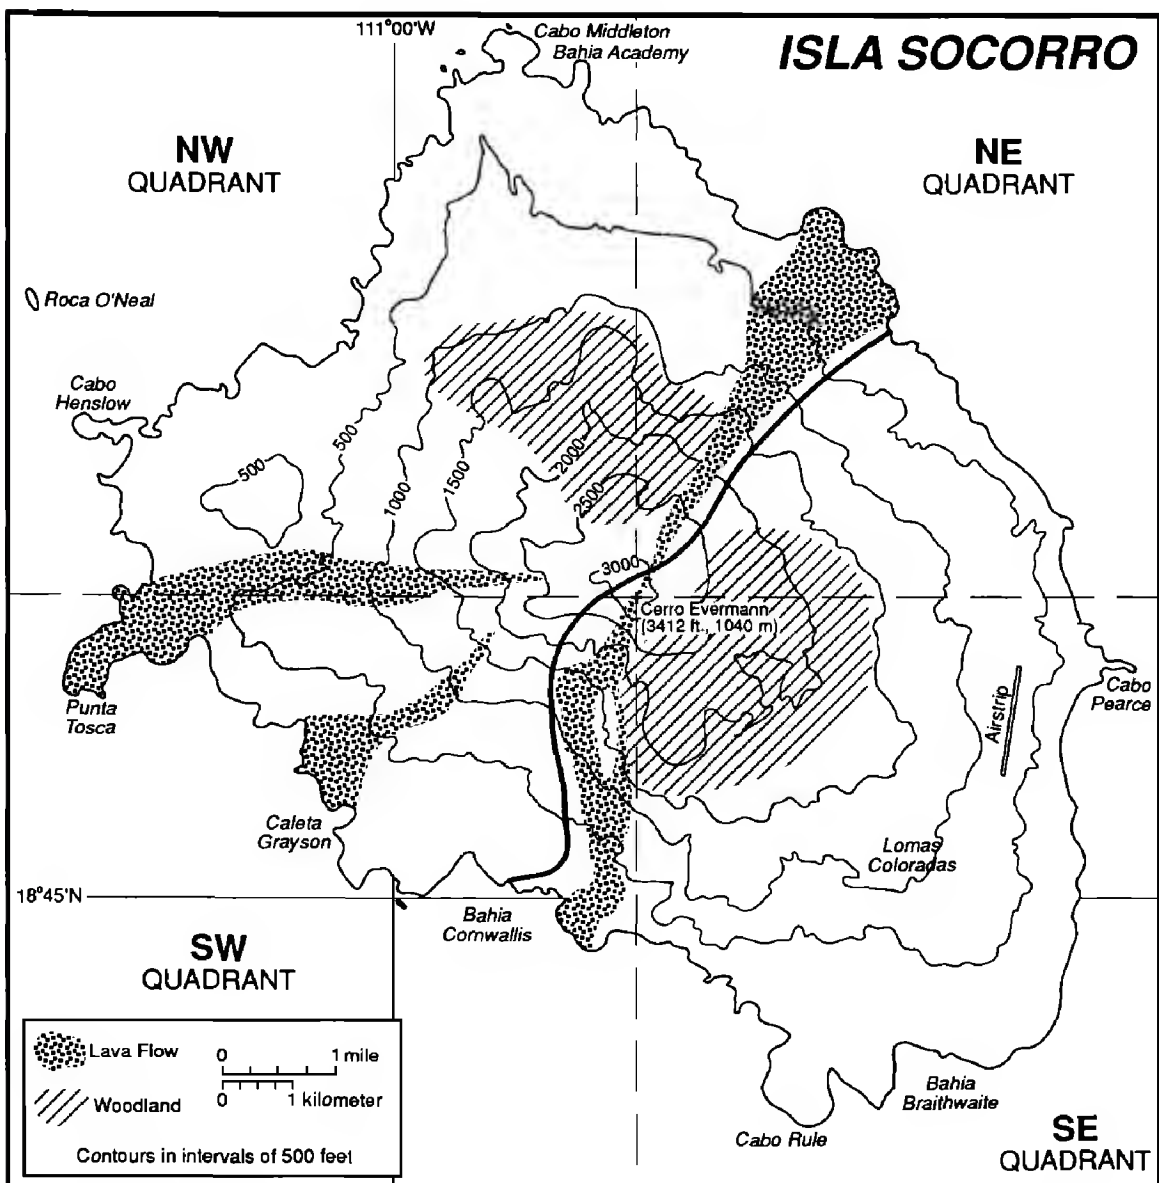 111°00'W
Cabo Middleton
Bahia Academy
ISLA SOCORRO
NW
QUADRANT
NE
QUADRANT
Roca O'Neal
Cabo
Henslow
500
500
1000
1500
2000
2500
3000
Cerro Evermann
(3412 ft., 1040 m)
Punta
Tosca
Airstrip
Cabo
Pearce
Caleta
Grayson
Lomas
Coloradas
18°45'N
Bahia
Cornwallis
SW
QUADRANT
Lava Flow
0 1 mile
0 1 kilometer
Woodland
Contours in intervals of 500 feet
Bahia
Braithwaite
Cabo Rule
SE
QUADRANT